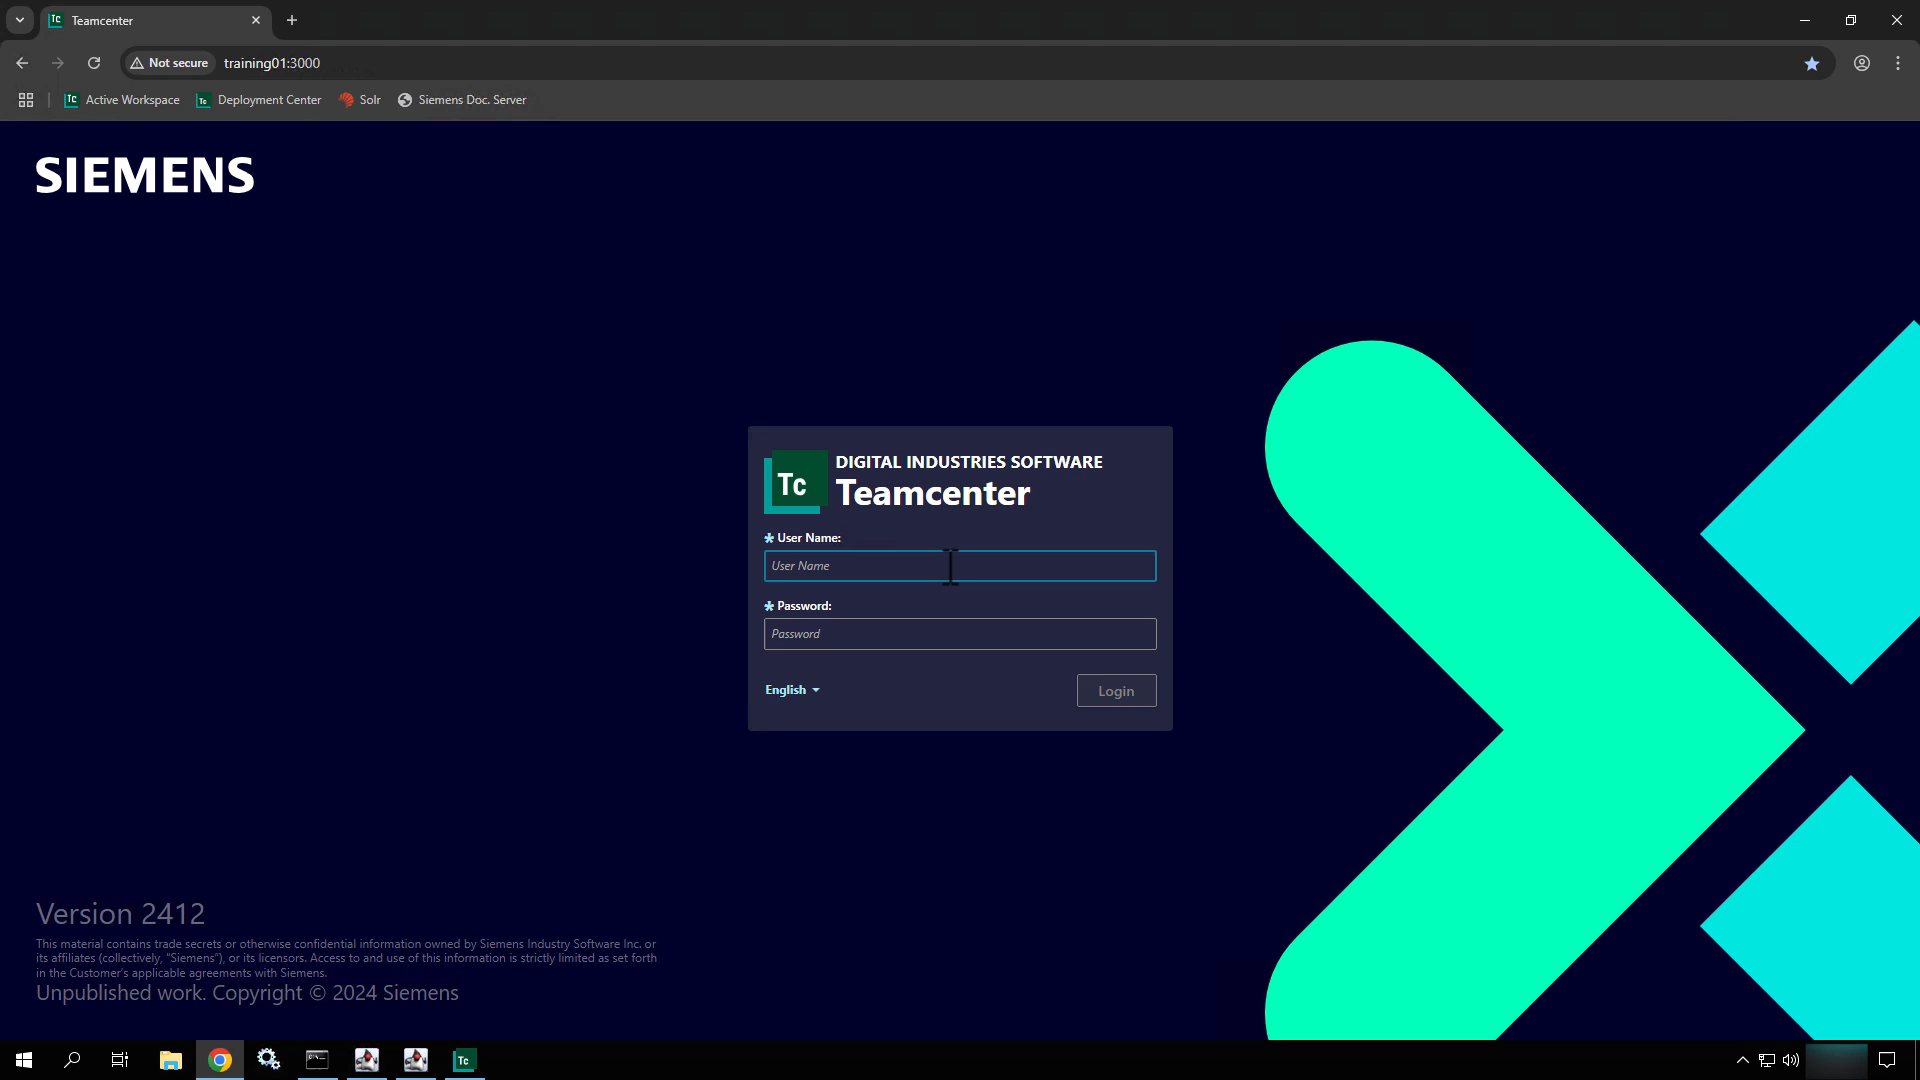 Tc Teamcenter
Not secure training01:3000
Tc Active Workspace Tc Deployment Center Solr Siemens Doc. Server
SIEMENS
Tc
DIGITAL INDUSTRIES SOFTWARE
Teamcenter
* User Name:
User Name
* Password:
Password
English Login
Version 2412
This material contains trade secrets or otherwise confidential information owned by Siemens Industry Software Inc. or
its affiliates (collectively, “Siemens”), or its licensors. Access to and use of this information is strictly limited as set forth
in the Customer's applicable agreements with Siemens.
Unpublished work. Copyright © 2024 Siemens
Tc